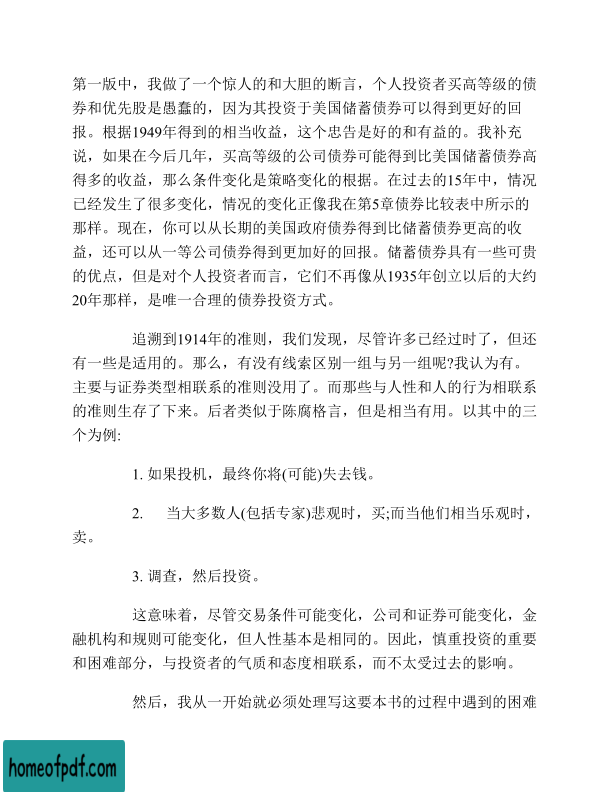 第一版中，我做了一个惊人的和大胆的断言，个人投资者买高等级的债
券和优先股是愚蠢的，因为其投资于美国储蓄债券可以得到更好的回
报。根据1949年得到的相当收益，这个忠告是好的和有益的。我补充
说，如果在今后几年，买高等级的公司债券可能得到比美国储蓄债券高
得多的收益，那么条件变化是策略变化的根据。在过去的15年中，情况
已经发生了很多变化，情况的变化正像我在第5章债券比较表中所示的
那样。现在，你可以从长期的美国政府债券得到比储蓄债券更高的收
益，还可以从一等公司债券得到更加好的回报。储蓄债券具有一些可贵
的优点，但是对个人投资者而言，它们不再像从1935年创立以后的大约
20年那样，是唯一合理的债券投资方式。
追溯到1914年的准则，我们发现，尽管许多已经过时了，但还
有一些是适用的。那么，有没有线索区别一组与另一组呢?我认为有。
主要与证券类型相联系的准则没用了。而那些与人性和人的行为相联系
的准则生存了下来。后者类似于陈腐格言，但是相当有用。以其中的三
个为例:
1. 如果投机，最终你将(可能)失去钱。
2. 当大多数人(包括专家)悲观时，买;而当他们相当乐观时，
卖。
3. 调查，然后投资。
这意味着，尽管交易条件可能变化，公司和证券可能变化，金
融机构和规则可能变化，但人性基本是相同的。因此，慎重投资的重要
和困难部分，与投资者的气质和态度相联系，而不太受过去的影响。
然后，我从一开始就必须处理写这要本书的过程中遇到的困难
homeofpdf.com